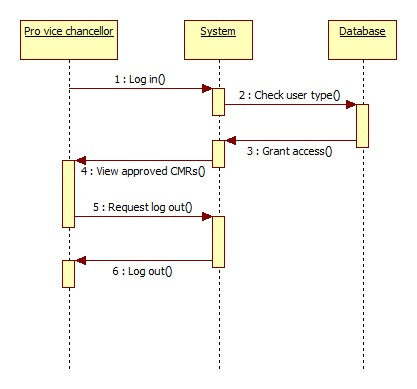 Pro vice chancellor
System
Database
1 : Log in()
2 : Check user type()
3 : Grant access()
4 : View approved CMRs()
5 : Request log out()
6 : Log out()